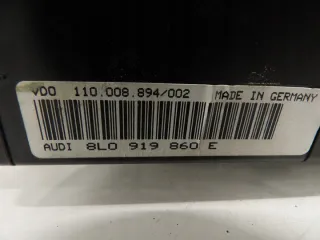 VDO 110.008.894/002 MADE IN GERMANY
AUDI 8L0 919 860 E